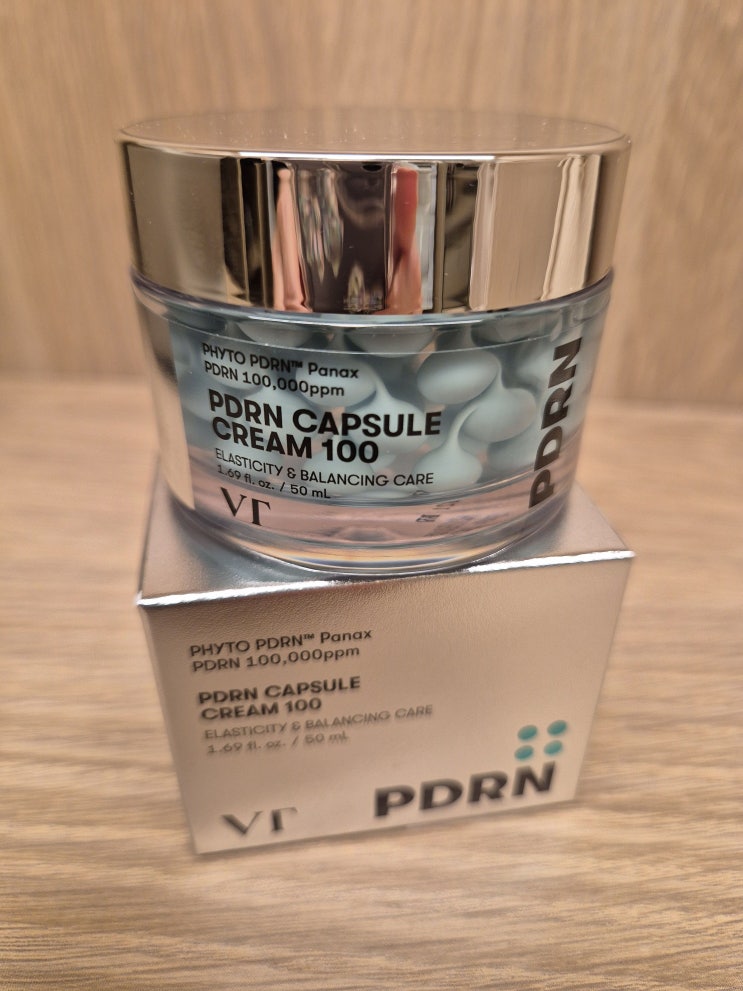 PHYTO PDRN™ Panax
PDRN 100,000ppm
PDRN CAPSULE
CREAM 100
ELASTICITY & BALANCING CARE
1.69 fl. oz. / 50 mL
VT
PDRN
PHYTO PDRN™ Panax
PDRN 100,000ppm
PDRN CAPSULE
CREAM 100
ELASTICITY & BALANCING CARE
1.69 fl. oz. / 50 mL
VT
PDRN